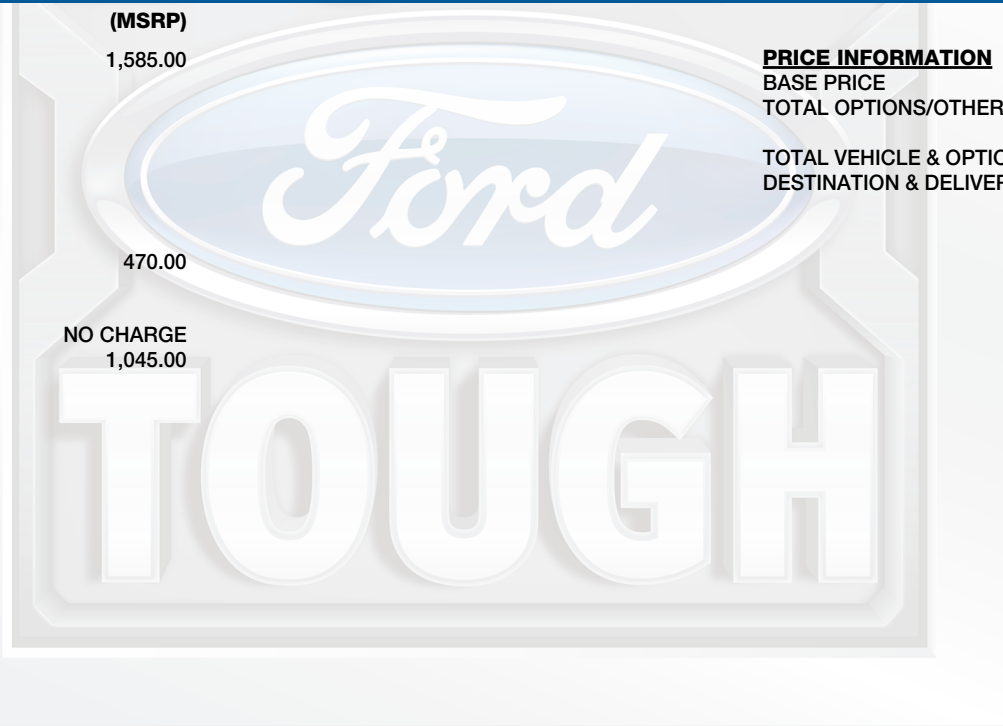 (MSRP)
1,585.00
470.00
NO CHARGE
1,045.00
PRICE INFORMATION
BASE PRICE
TOTAL OPTIONS/OTHER
TOTAL VEHICLE & OPTIO
DESTINATION & DELIVER
Ford
TOUGH